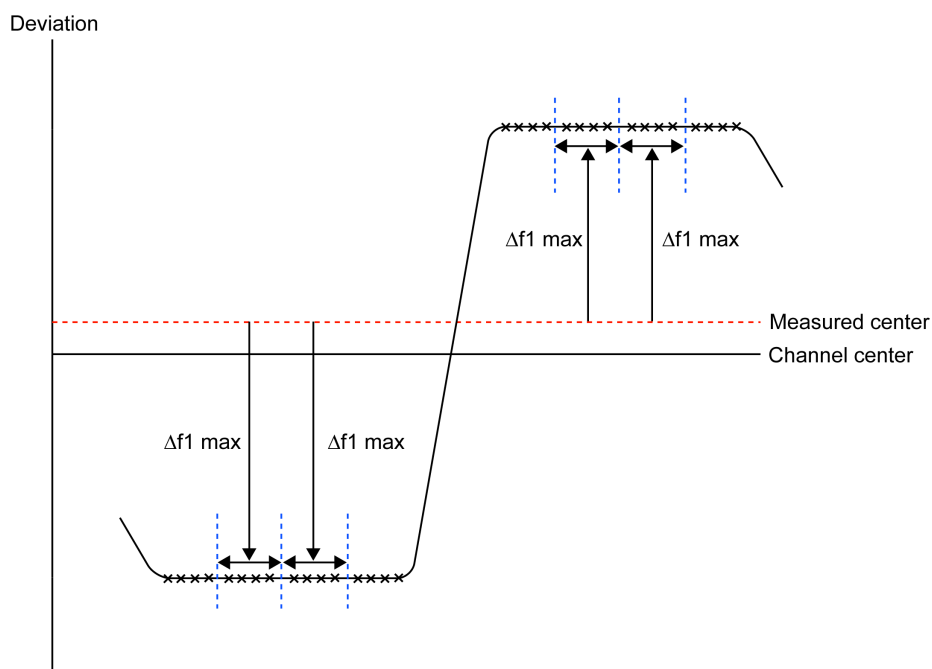 Deviation
Δf1 max
Δf1 max
Measured center
Channel center
Δf1 max
Δf1 max